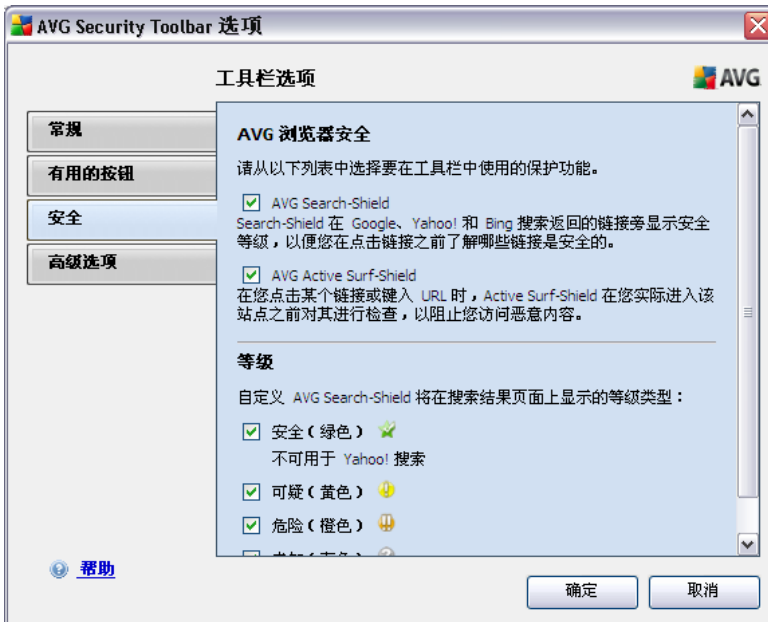 AVG Security Toolbar 选项
工具栏选项
AVG
常规
有用的按钮
安全
高级选项
AVG 浏览器安全
请从以下列表中选择要在工具栏中使用的保护功能。
AVG Search-Shield
Search-Shield 在 Google、Yahoo! 和 Bing 搜索返回的链接旁显示安全
等级，以便您在点击链接之前了解哪些链接是安全的。
AVG Active Surf-Shield
在您点击某个链接或键入 URL 时，Active Surf-Shield 在您实际进入该
站点之前对其进行检查，以阻止您访问恶意内容。
等级
自定义 AVG Search-Shield 将在搜索结果页面上显示的等级类型：
安全（绿色）
不可用于 Yahoo! 搜索
可疑（黄色）
危险（橙色）
帮助
确定
取消